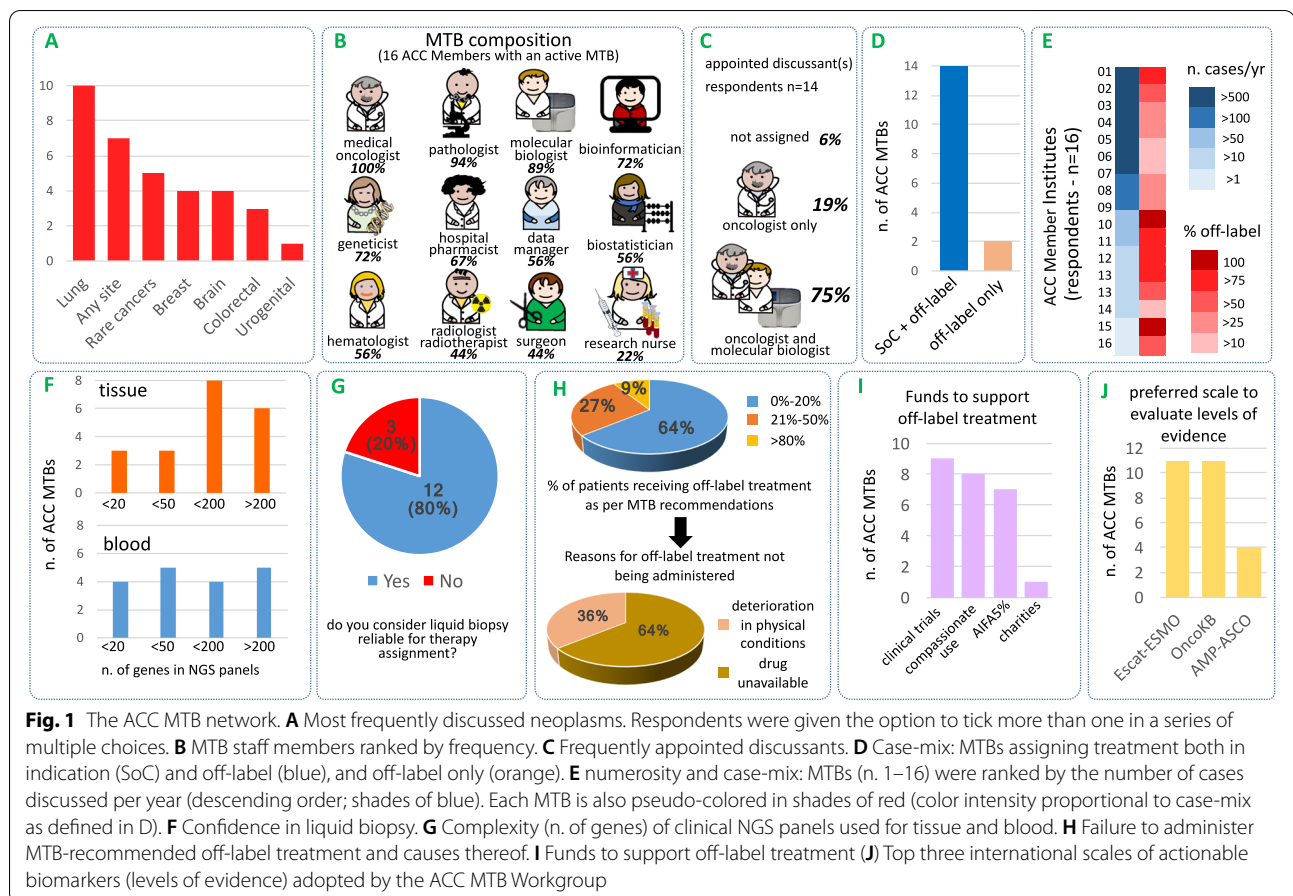 A
10
8
6
4
2
0
Lung
Any site
Rare cancers
Breast
Brain
Colorectal
Urogenital
B
MTB composition
(16 ACC Members with an active MTB)
medical
oncologist
100%
pathologist
94%
molecular
biologist
89%
bioinformatician
72%
geneticist
72%
hospital
pharmacist
67%
data
manager
56%
biostatistician
56%
hematologist
56%
radiologist
radiotherapist
44%
surgeon
44%
research nurse
22%
C
appointed discussant(s)
respondents n=14
not assigned 6%
19%
oncologist only
75%
oncologist and
molecular biologist
D
n. of ACC MTBs
14
12
10
8
6
4
2
0
SoC + off-label
off-label only
E
ACC Member Institutes
(respondents - n=16)
01
02
03
04
05
06
07
08
09
10
11
12
13
13
14
15
16
n. cases/yr
>500
>100
>50
>10
>1
% off-label
100
>75
>50
>25
>10
F
n. of ACC MTBs
tissue
8
6
4
2
0
<20 <50 <200 >200
blood
8
6
4
2
0
<20 <50 <200 >200
n. of genes in NGS panels
G
3
(20%)
12
(80%)
Yes No
do you consider liquid biopsy
reliable for therapy
assignment?
H
9%
27%
64%
0%-20%
21%-50%
>80%
% of patients receiving off-label treatment
as per MTB recommendations
Reasons for off-label treatment not
being administered
36%
64%
deterioration
in physical
conditions
drug
unavailable
I
Funds to support
off-label treatment
n. of ACC MTBs
10
8
6
4
2
0
clinical trials
compassionate
use
AIFA5%
charities
J
preferred scale to
evaluate levels of
evidence
n. of ACC MTBs
12
10
8
6
4
2
0
Escat-ESMO
OncoKB
AMP-ASCO
Fig. 1 The ACC MTB network. A Most frequently discussed neoplasms. Respondents were given the option to tick more than one in a series of
multiple choices. B MTB staff members ranked by frequency. C Frequently appointed discussants. D Case-mix: MTBs assigning treatment both in
indication (SoC) and off-label (blue), and off-label only (orange). E numerosity and case-mix: MTBs (n. 1–16) were ranked by the number of cases
discussed per year (descending order; shades of blue). Each MTB is also pseudo-colored in shades of red (color intensity proportional to case-mix
as defined in D). F Confidence in liquid biopsy. G Complexity (n. of genes) of clinical NGS panels used for tissue and blood. H Failure to administer
MTB-recommended off-label treatment and causes thereof. I Funds to support off-label treatment (J) Top three international scales of actionable
biomarkers (levels of evidence) adopted by the ACC MTB Workgroup